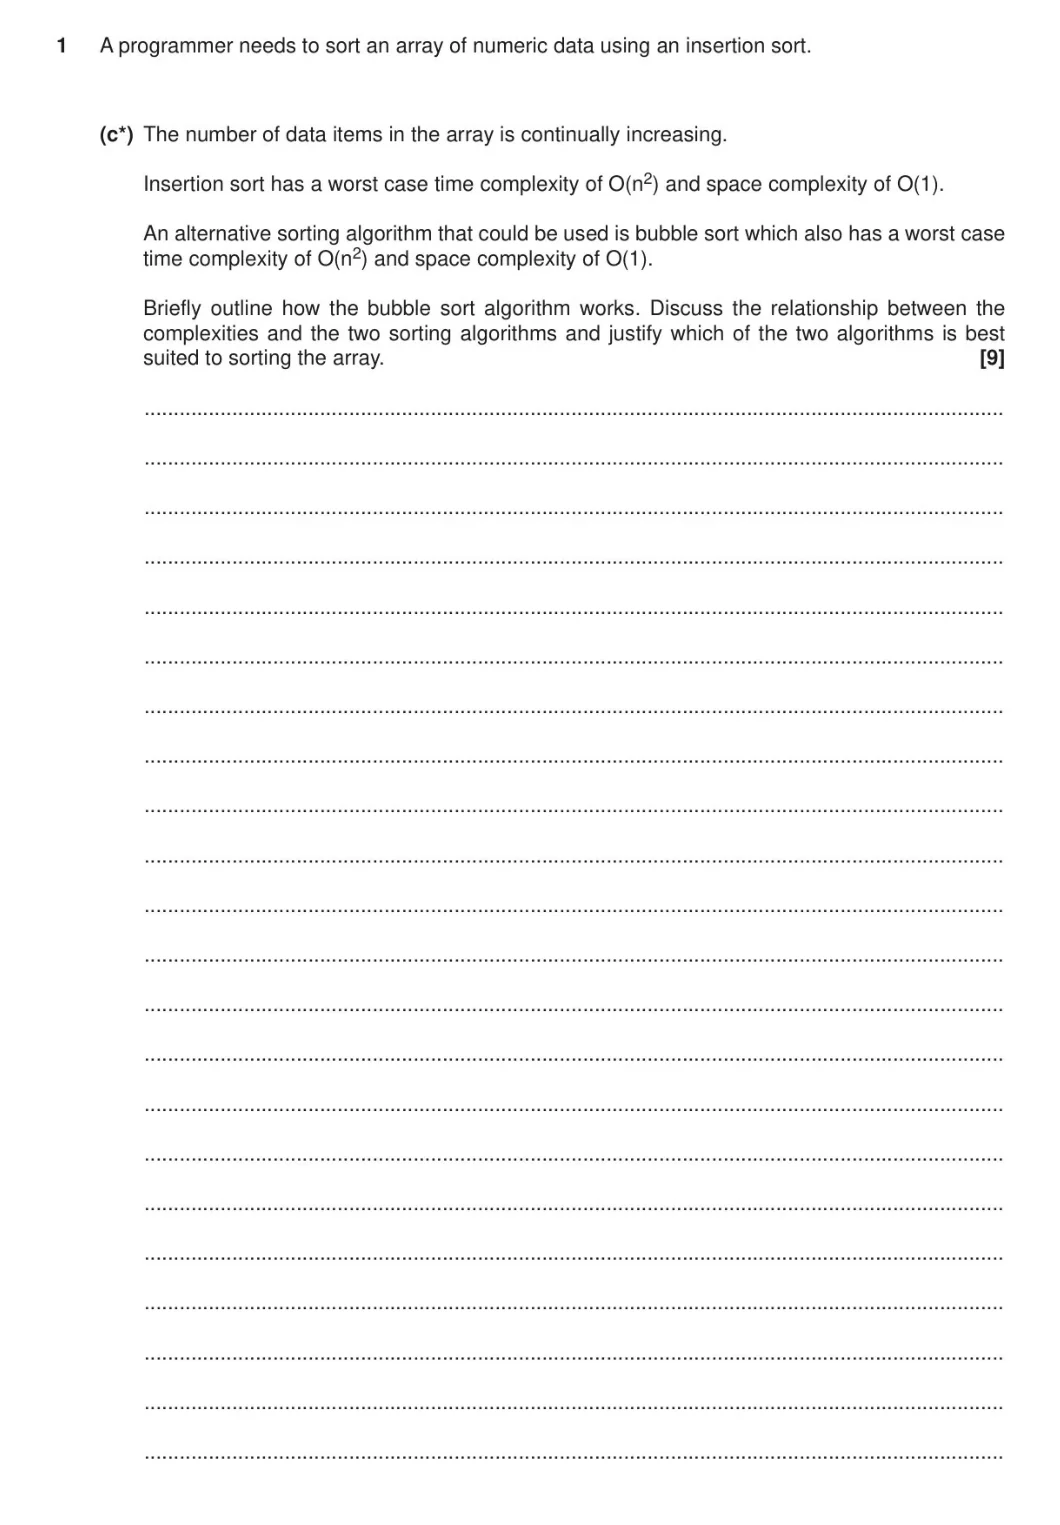 1 A programmer needs to sort an array of numeric data using an insertion sort.
(c*) The number of data items in the array is continually increasing.
Insertion sort has a worst case time complexity of O(n²) and space complexity of O(1).
An alternative sorting algorithm that could be used is bubble sort which also has a worst case
time complexity of O(n²) and space complexity of O(1).
Briefly outline how the bubble sort algorithm works. Discuss the relationship between the
complexities and the two sorting algorithms and justify which of the two algorithms is best
suited to sorting the array. [9]